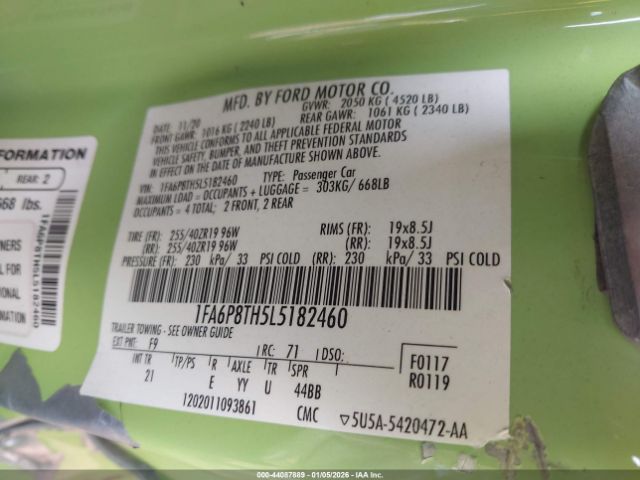 MFD. BY FORD MOTOR CO.
DATE: 11/20 GVWR: 2050 KG (4520 LB)
FRONT GAWR: 1016 KG (2240 LB) REAR GAWR: 1061 KG (2340 LB)
THIS VEHICLE CONFORMS TO ALL APPLICABLE FEDERAL MOTOR
VEHICLE SAFETY, BUMPER, AND THEFT PREVENTION STANDARDS
IN EFFECT ON THE DATE OF MANUFACTURE SHOWN ABOVE.
VIN: 1FA6P8TH5L5182460 TYPE: Passenger Car
MAXIMUM LOAD = OCCUPANTS + LUGGAGE = 303KG/ 668LB
OCCUPANTS = 4 TOTAL; 2 FRONT, 2 REAR
TIRE (FR): 255/40ZR19 96W RIMS (FR): 19x8.5J
(RR): 255/40ZR19 96W (RR): 19x8.5J
PRESSURE (FR): 230 kPa/ 33 PSI COLD (RR): 230 kPa/ 33 PSI COLD
1FA6P8TH5L5182460
TRAILER TOWING - SEE OWNER GUIDE
EXT PNT: F9 RC: 71 DSO: F0117
INT TR TP/PS R AXLE TR SPR R0119
21 E YY U 44BB
1202011093861 CMC 5U5A-5420472-AA
FORMATION
REAR: 2
668 lbs.
1FA6P8TH5L5182460
WNERS
L FOR
IONAL
MATION
000-44087889 - 01/05/2026 - IAA Branches